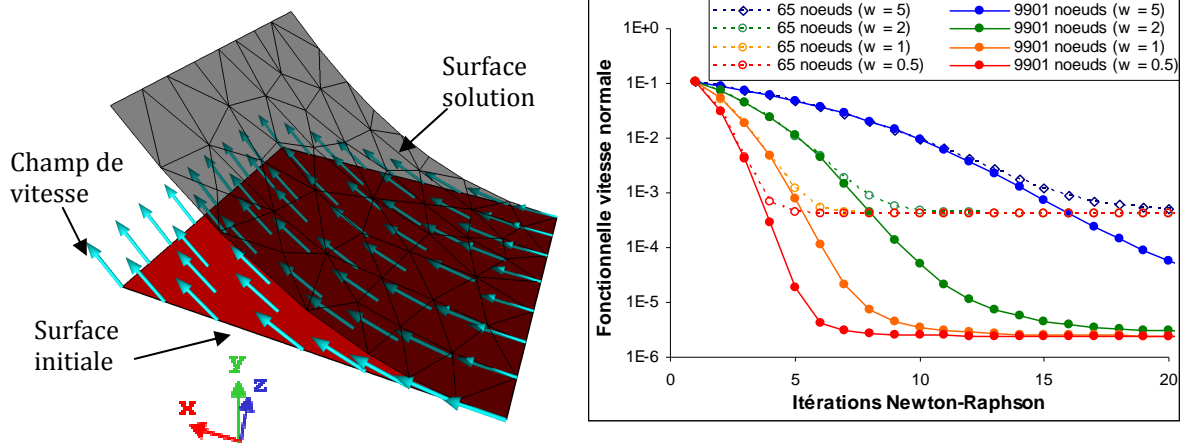 Surface
solution
Champ de
vitesse
Surface
initiale
y
z
x
65 noeuds (w = 5)
65 noeuds (w = 2)
65 noeuds (w = 1)
65 noeuds (w = 0.5)
9901 noeuds (w = 5)
9901 noeuds (w = 2)
9901 noeuds (w = 1)
9901 noeuds (w = 0.5)
Fonctionnelle vitesse normale
1E+0
1E-1
1E-2
1E-3
1E-4
1E-5
1E-6
0
5
10
15
20
Itérations Newton-Raphson